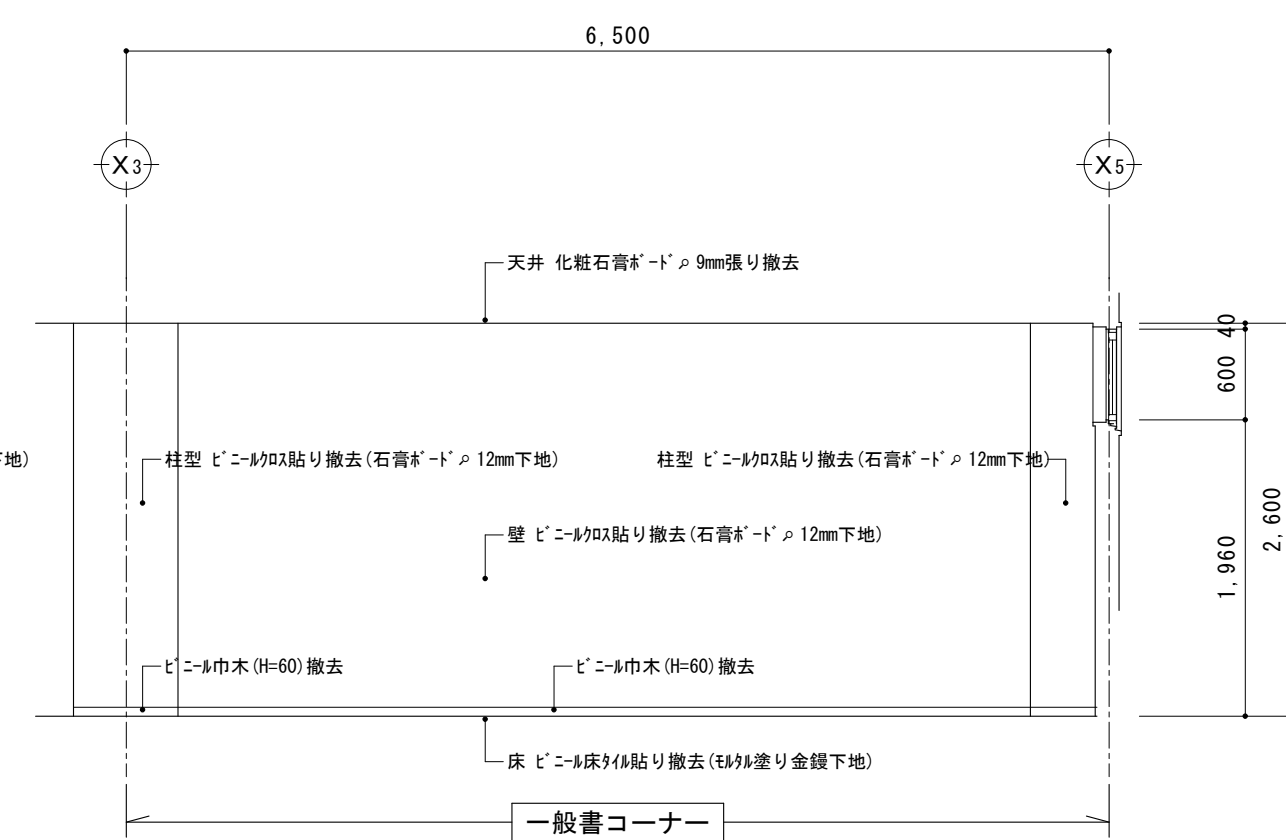 6,500
X3
X5
天井 化粧石膏ボード 9mm張り撤去
40
600
下地)
柱型 ビニールクロス貼り撤去(石膏ボード 12mm下地)
柱型 ビニールクロス貼り撤去(石膏ボード 12mm下地)
壁 ビニールクロス貼り撤去(石膏ボード 12mm下地)
1,960
2,600
ビニール巾木(H=60)撤去
ビニール巾木(H=60)撤去
床 ビニール床タイル貼り撤去(モルタル塗り金鏝下地)
一般書コーナー